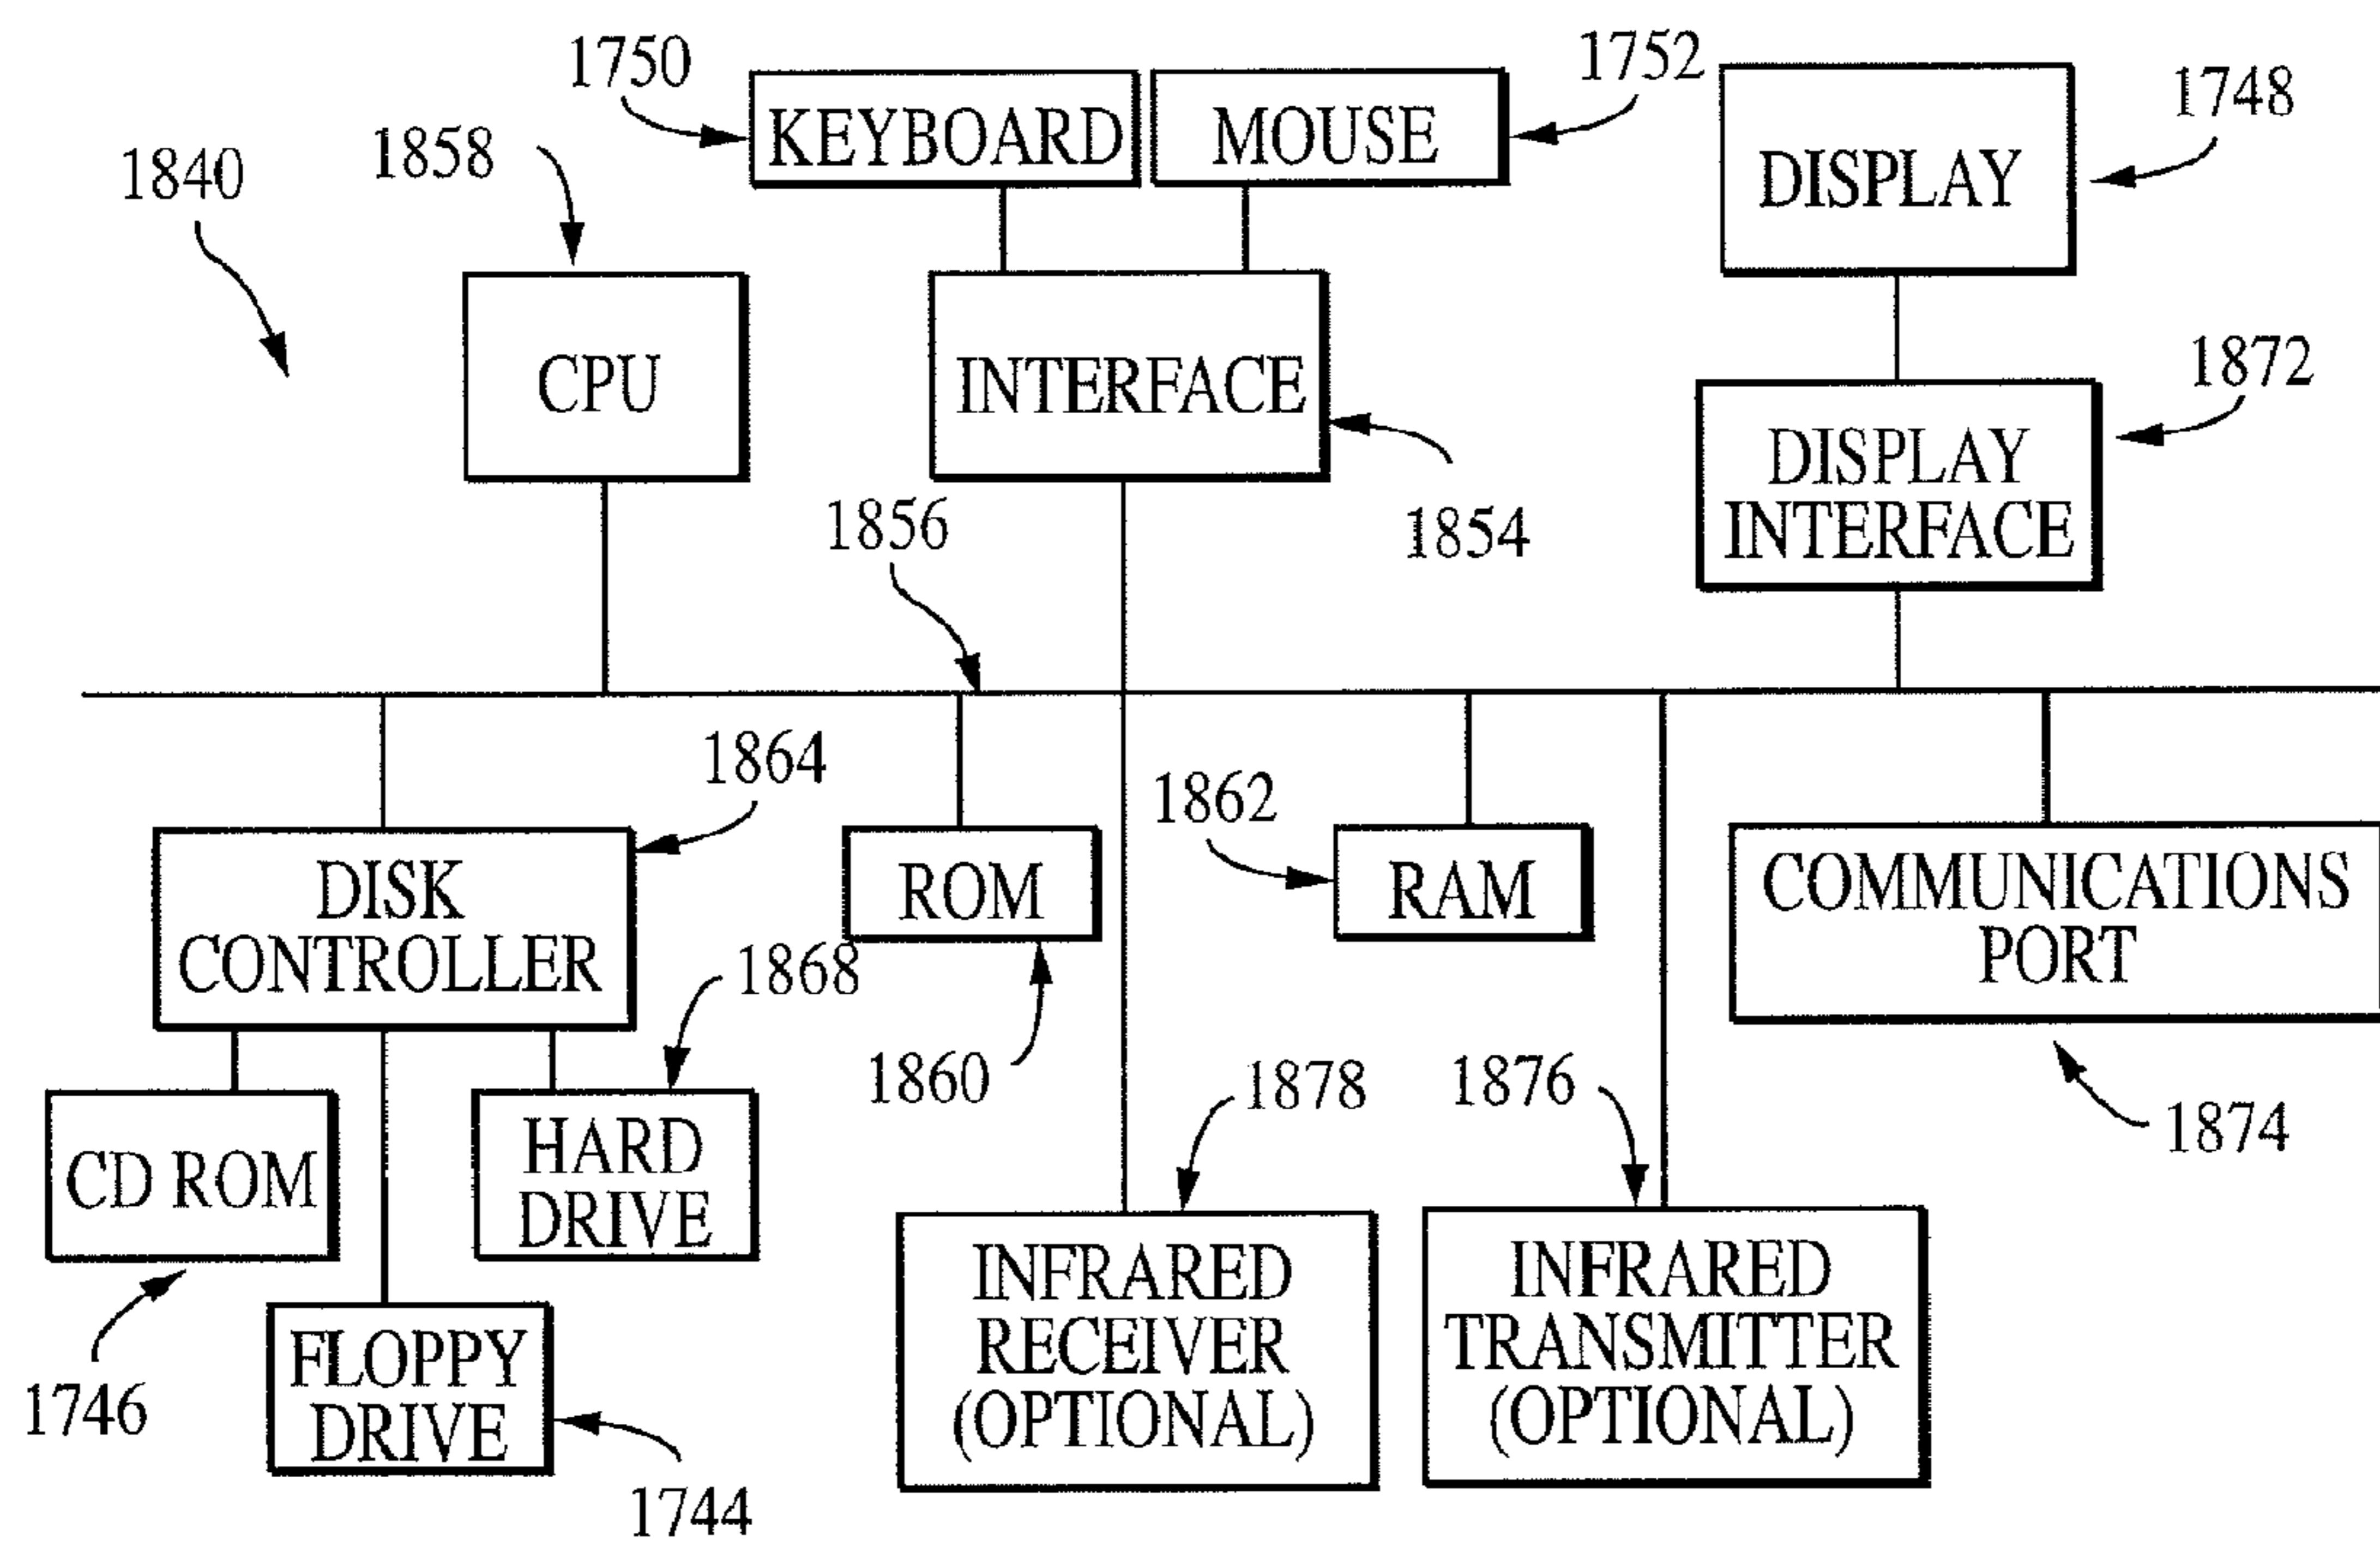 1750
KEYBOARD
MOUSE
1752
DISPLAY
1748
1840
1858
CPU
INTERFACE
1854
1872
DISPLAY
INTERFACE
1856
1864
DISK
CONTROLLER
1868
ROM
1860
1862
RAM
COMMUNICATIONS
PORT
1874
CD ROM
1746
HARD
DRIVE
FLOPPY
DRIVE
1744
1878
INFRARED
RECEIVER
(OPTIONAL)
1876
INFRARED
TRANSMITTER
(OPTIONAL)